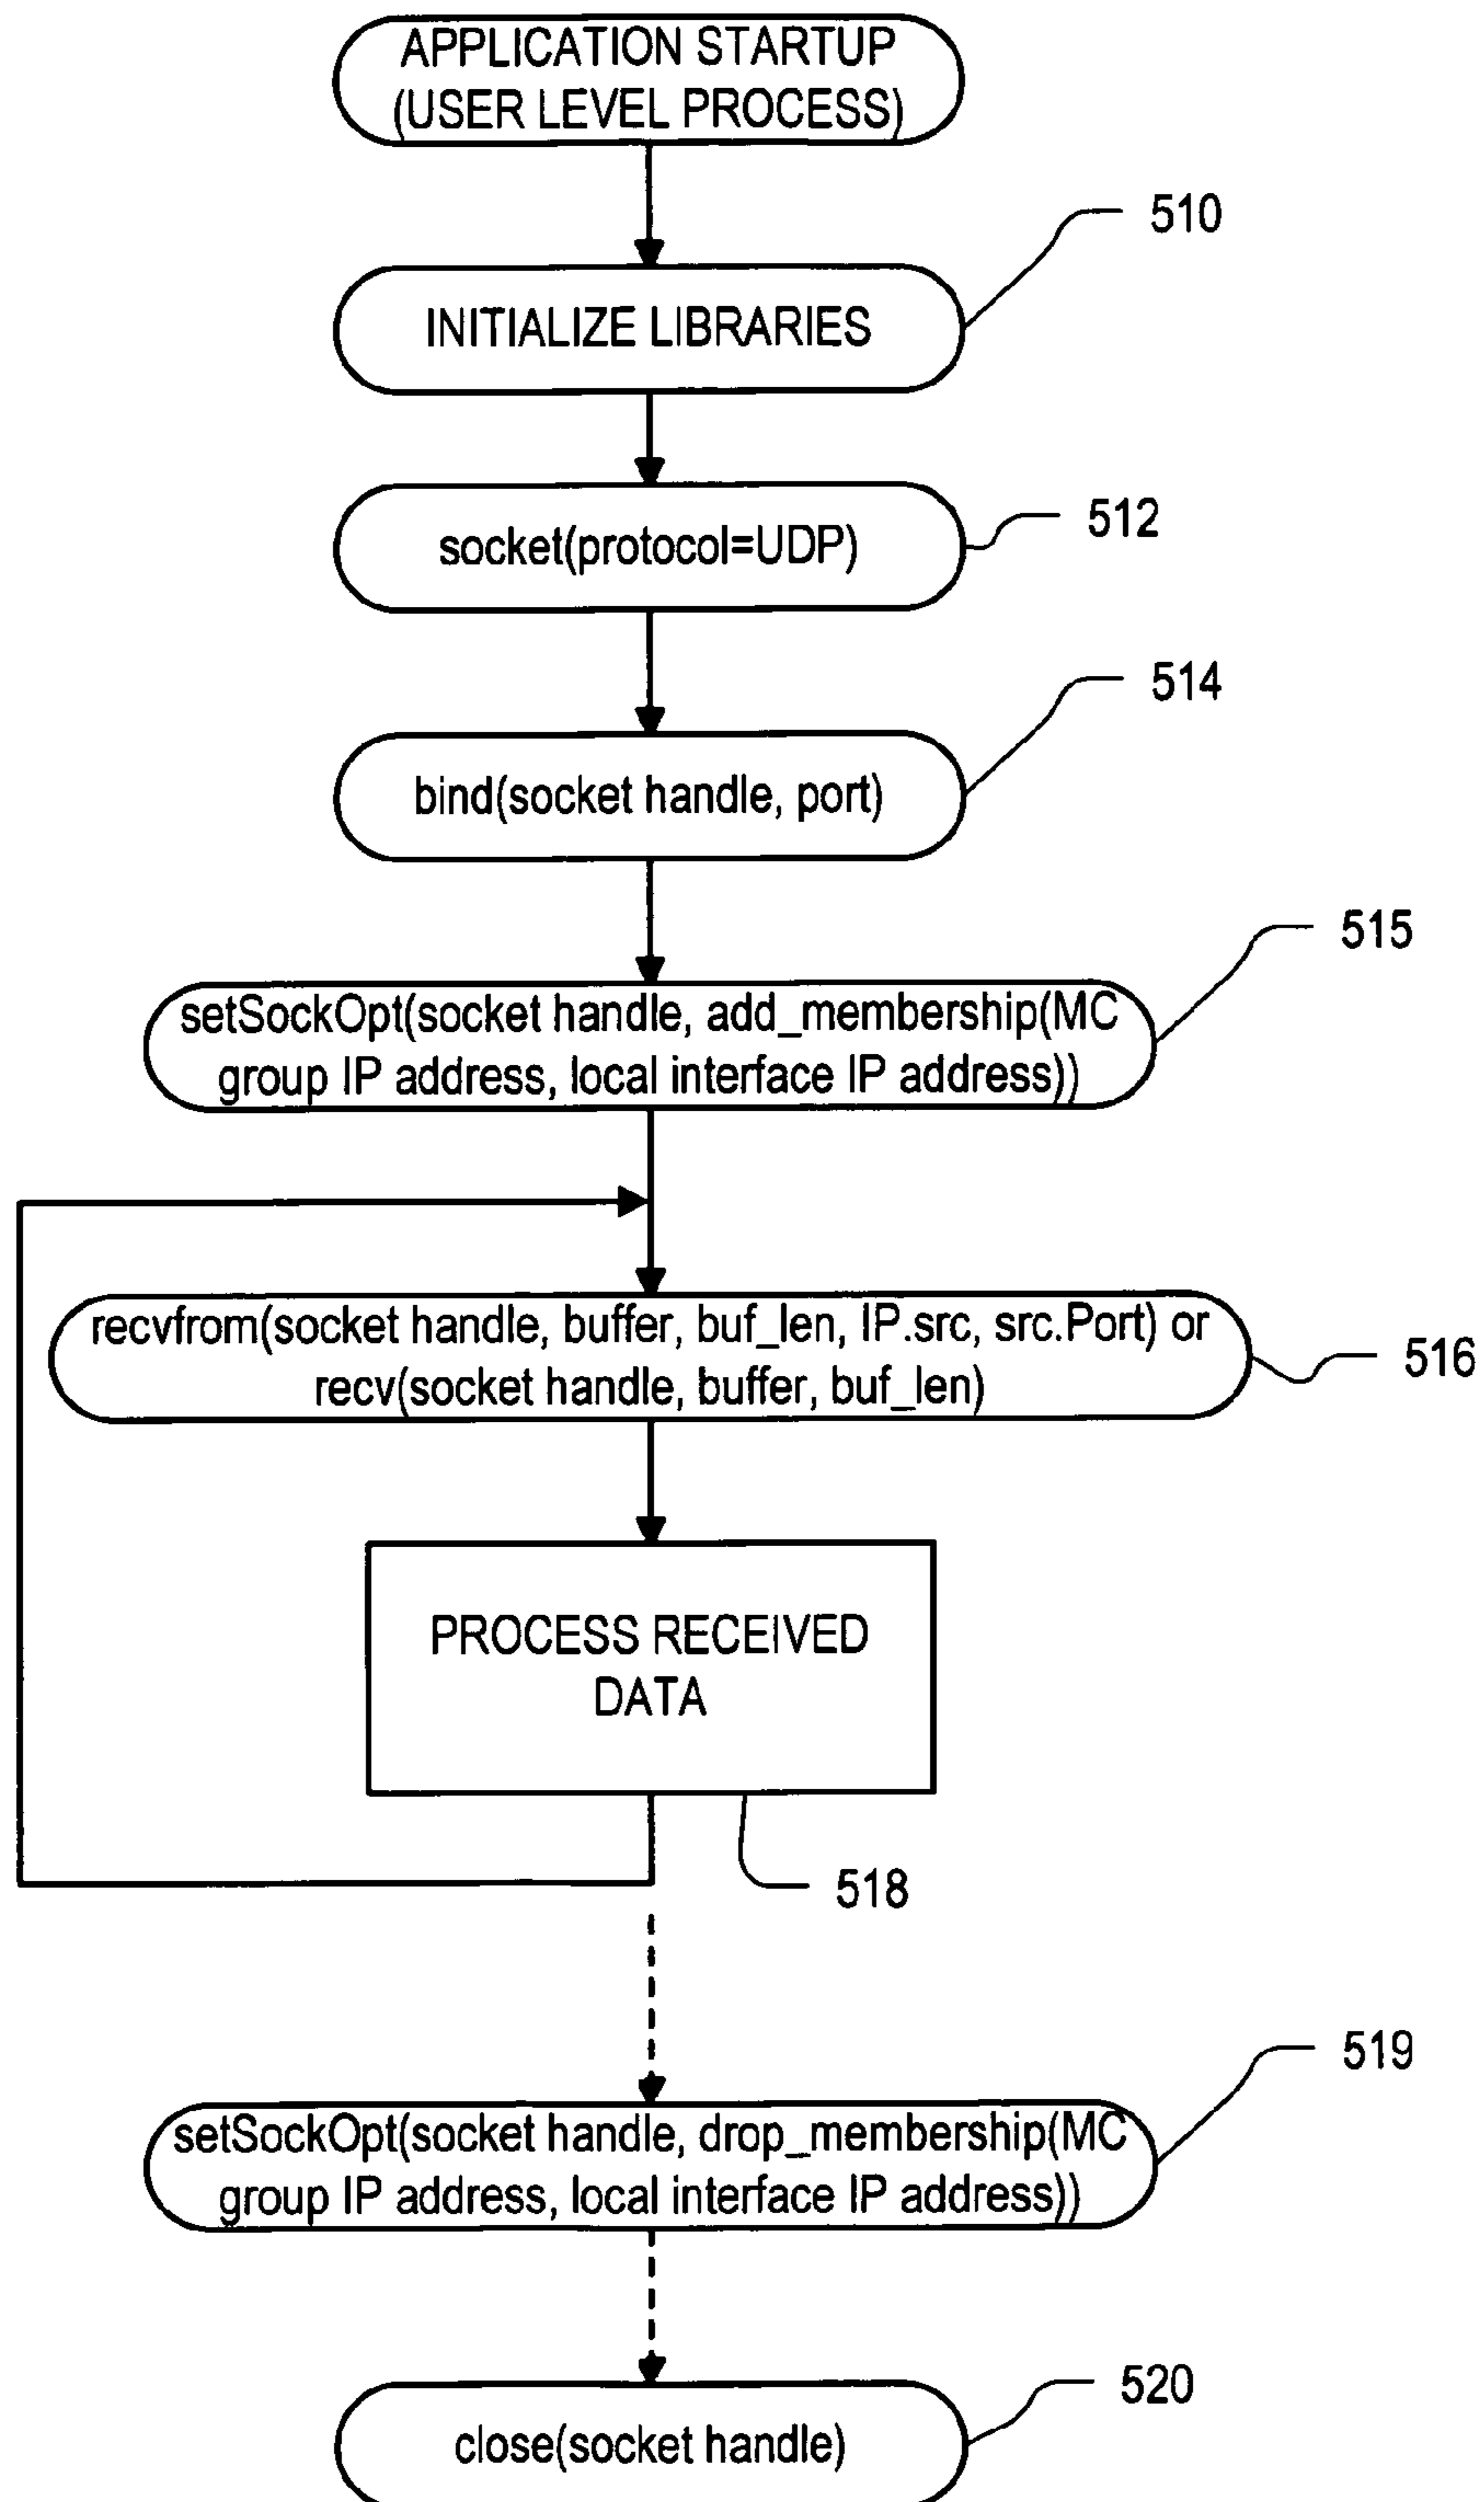 APPLICATION STARTUP
(USER LEVEL PROCESS)
510
INITIALIZE LIBRARIES
512
socket(protocol=UDP)
514
bind(socket handle, port)
515
setSockOpt(socket handle, add_membership(MC
group IP address, local interface IP address))
recvfrom(socket handle, buffer, buf_len, IP.src, src.Port) or
516
recv(socket handle, buffer, buf_len)
PROCESS RECEIVED
DATA
518
519
setSockOpt(socket handle, drop_membership(MC
group IP address, local interface IP address))
520
close(socket handle)